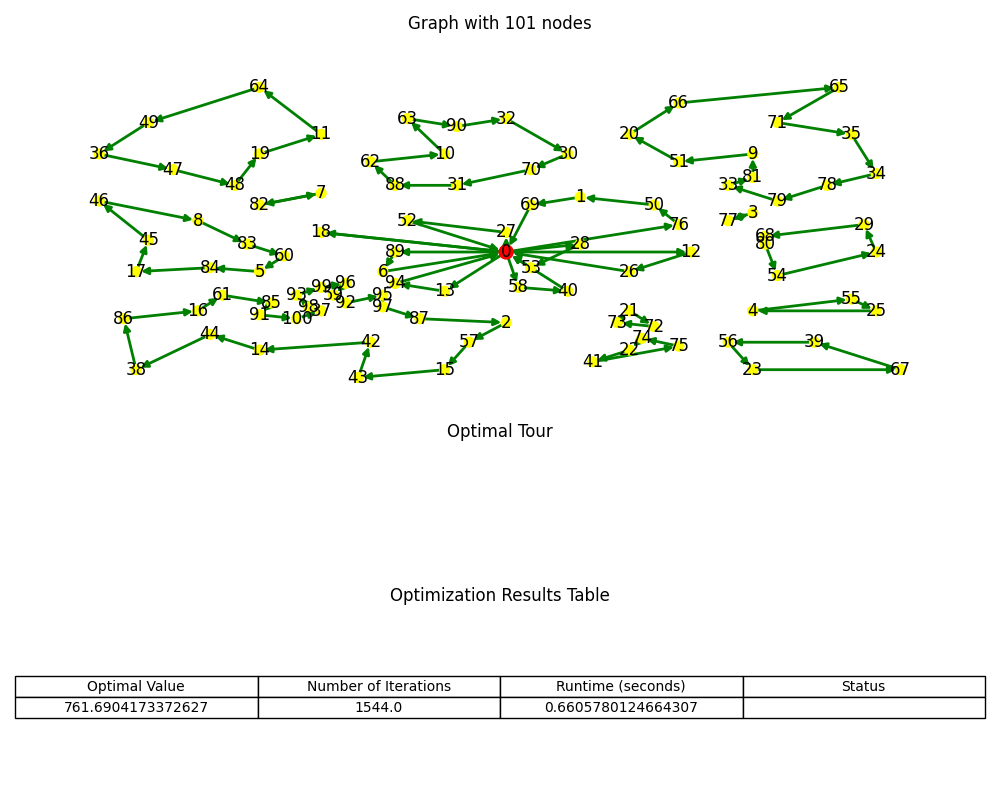 Graph with 101 nodes
64 65
66
63 90 32
49 71
11 20 35
36 19 10 30 9
62 51
47 70 34
48 88 31 33 81 78
7
46 82 69 1 50 79
3
8 52 76 77
18 27 29
45 83 28 68
80
60 89 0 12 24
17 84 5 6 53 26 54
94 58
99 96 13 40
61 93 59 95 55
16 85 98 92 97 21 4 25
86 91 100 37 87 2 73 72
44 74
14 42 57 22 75 56 39
38 43 15 41 23 67
Optimal Tour
Optimization Results Table
Optimal Value Number of Iterations Runtime (seconds) Status
761.6904173372627 1544.0 0.6605780124664307